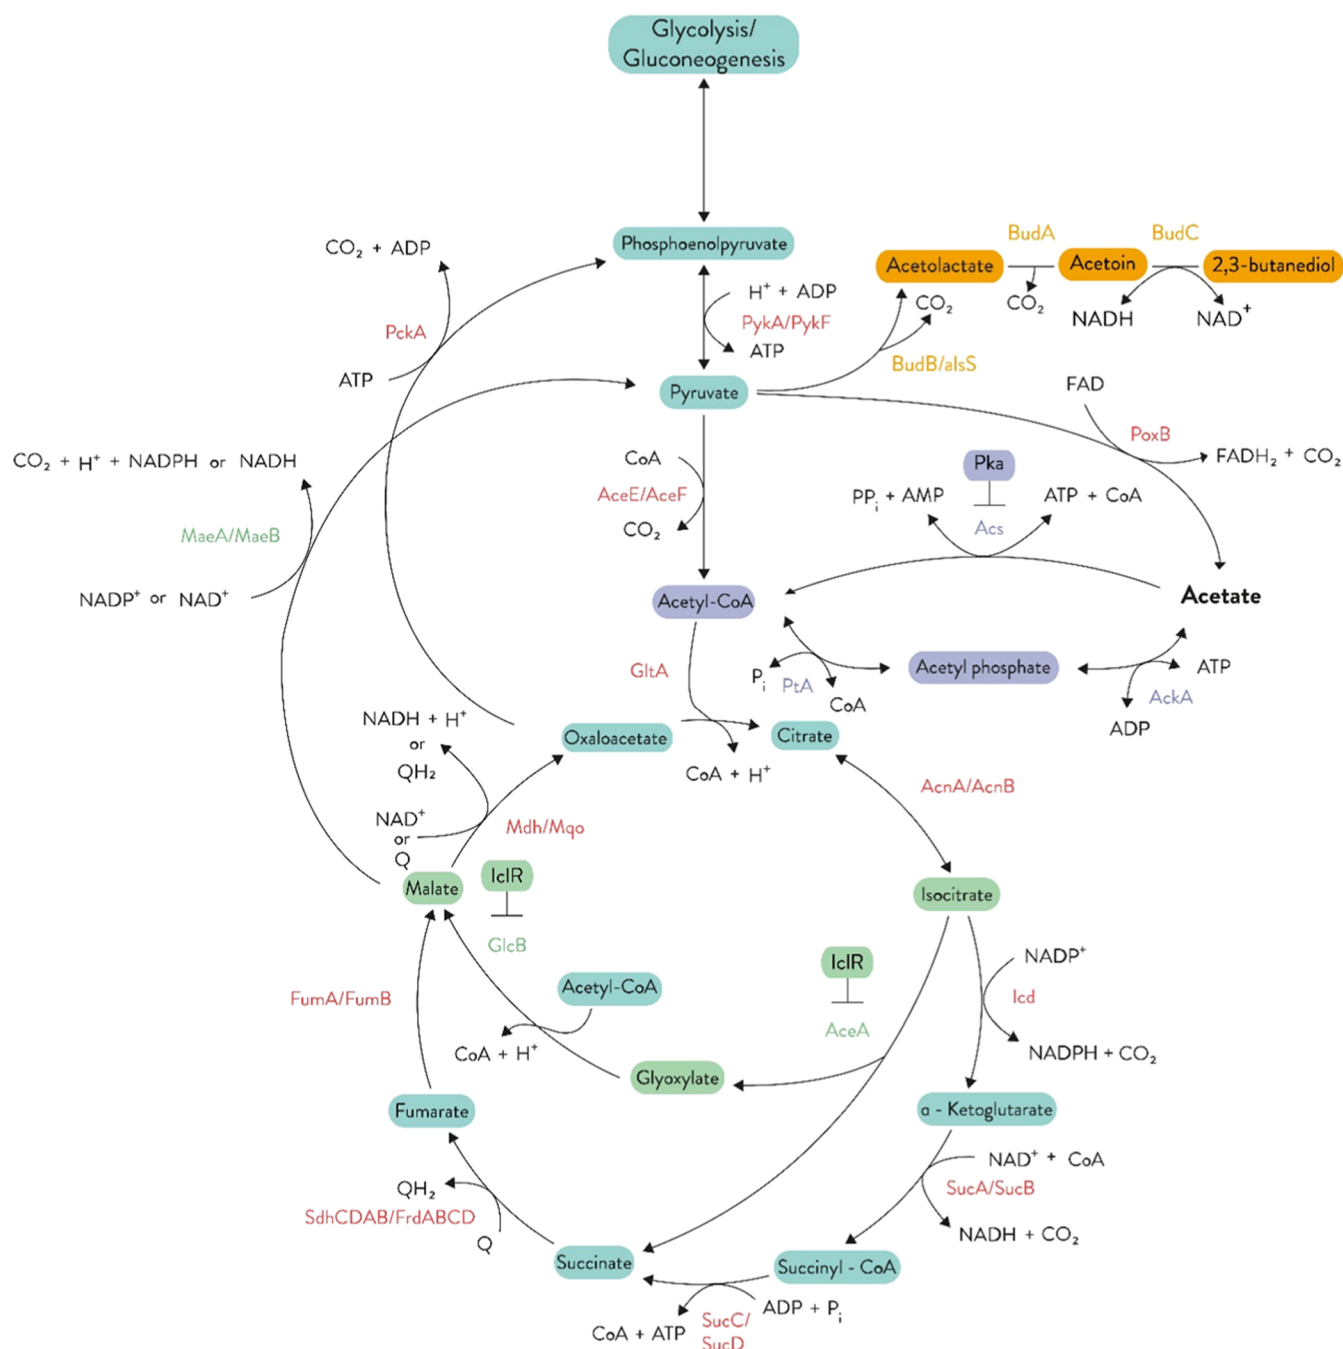 Glycolysis/
Gluconeogenesis
Phosphoenolpyruvate
CO₂ + ADP
PckA
ATP
H⁺ + ADP
PykA/PykF
ATP
Acetolactate
BudA
Acetoin
BudC
2,3-butanediol
CO₂
CO₂
NADH
NAD⁺
BudB/alsS
Pyruvate
FAD
PoxB
FADH₂ + CO₂
CO₂ + H⁺ + NADPH or NADH
MaeA/MaeB
NADP⁺ or NAD⁺
CoA
AceE/AceF
CO₂
Pka
PPᵢ + AMP
ATP + CoA
Acs
Acetyl-CoA
Acetate
GltA
Pᵢ
PtA
CoA
Acetyl phosphate
ATP
AckA
ADP
NADH + H⁺
or
QH₂
Oxaloacetate
Citrate
CoA + H⁺
NAD⁺
or
Q
Mdh/Mqo
AcnA/AcnB
Malate
IclR
GlcB
Isocitrate
IclR
AceA
NADP⁺
Icd
NADPH + CO₂
FumA/FumB
Acetyl-CoA
CoA + H⁺
Glyoxylate
Fumarate
α - Ketoglutarate
NAD⁺ + CoA
SucA/SucB
NADH + CO₂
QH₂
SdhCDAB/FrdABCD
Q
Succinate
Succinyl - CoA
ADP + Pᵢ
CoA + ATP
SucC/
SucD